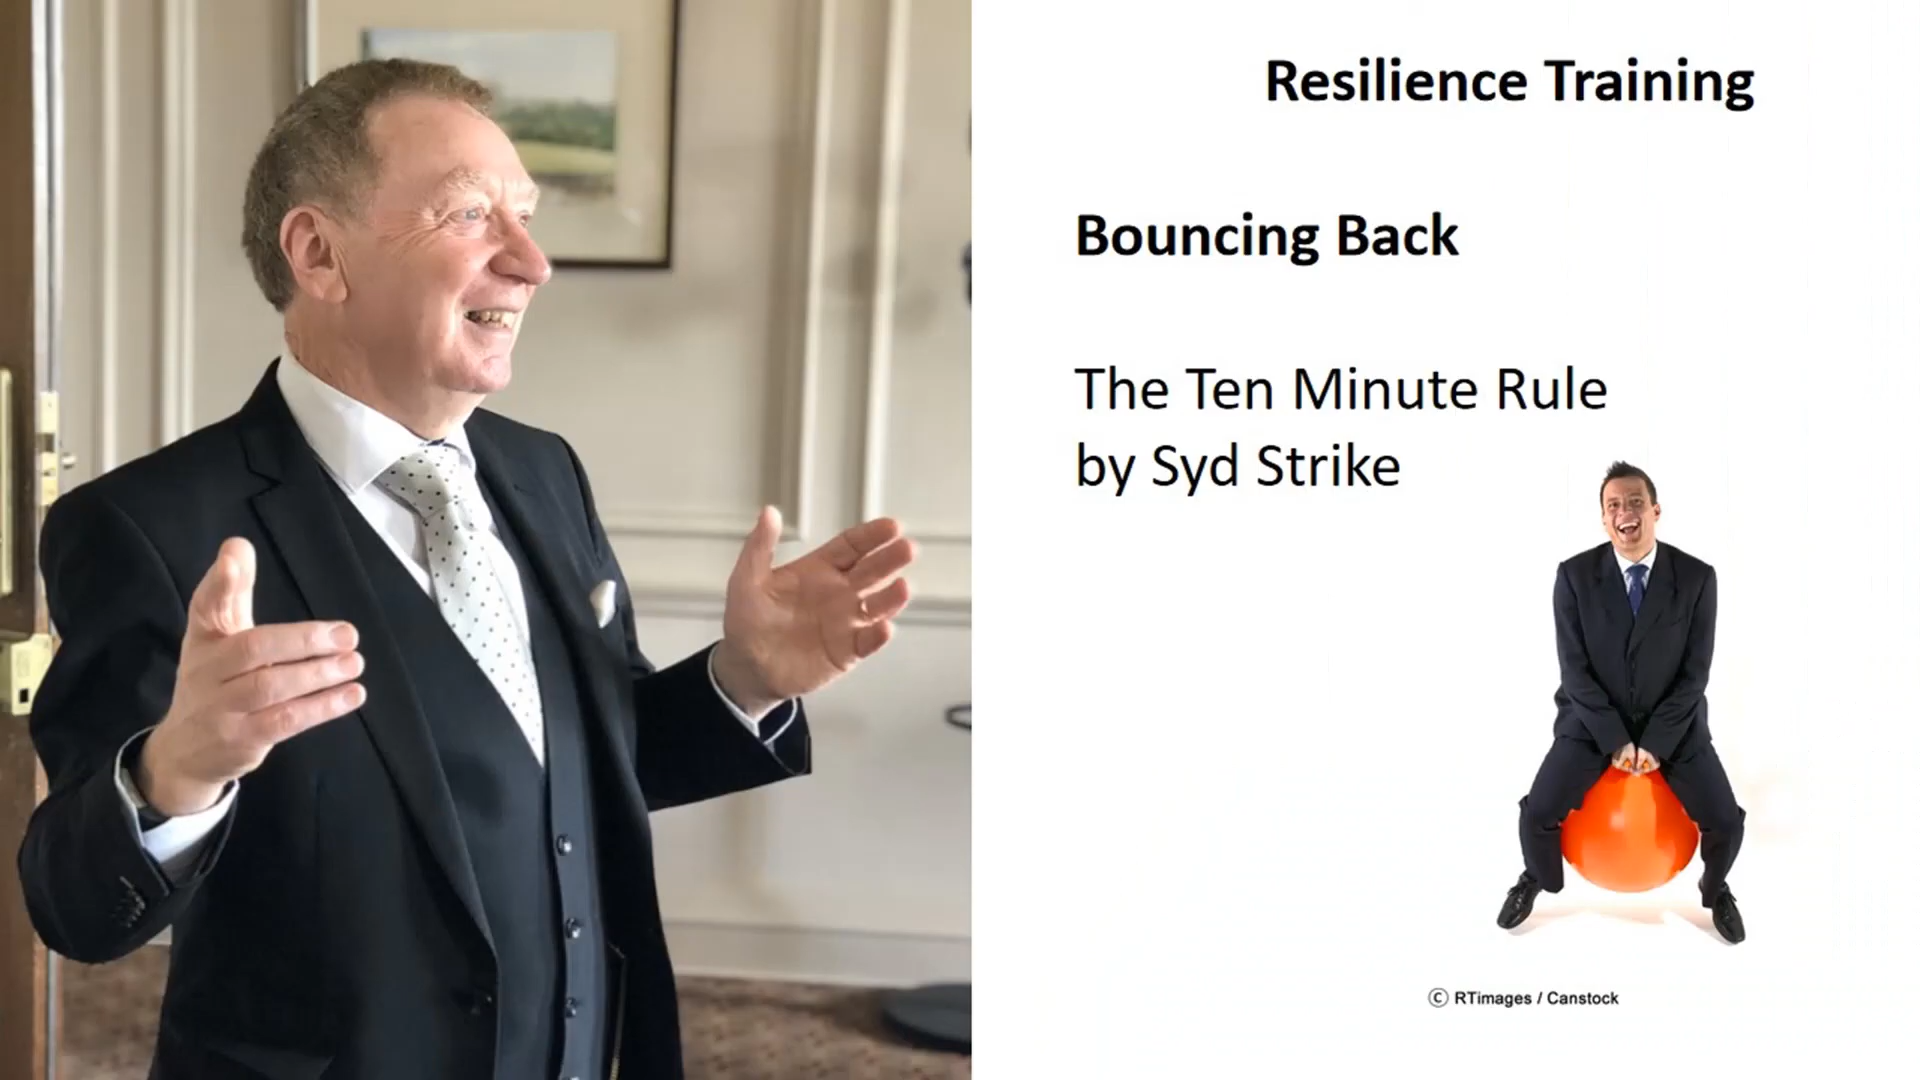 Resilience Training
Bouncing Back
The Ten Minute Rule
by Syd Strike
© RTimages / Canstock